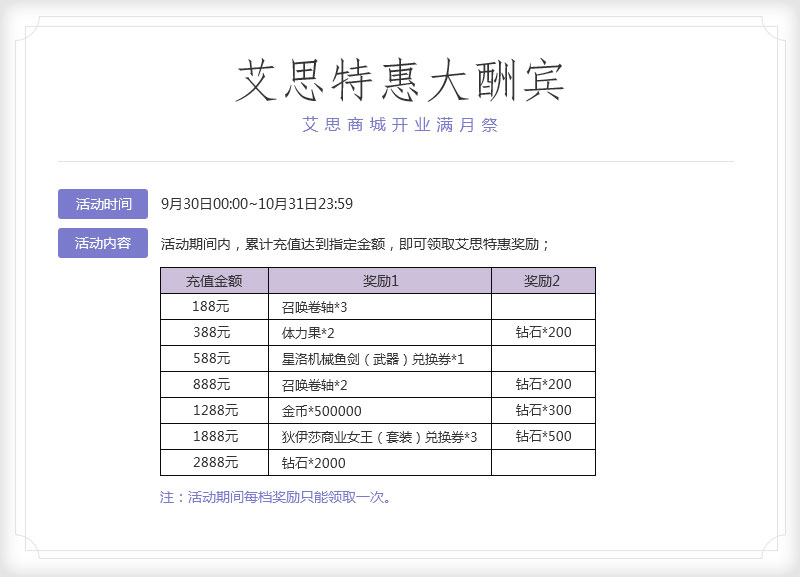 艾思特惠大酬宾
艾思商城开业满月祭
活动时间 9月30日00:00~10月31日23:59
活动内容 活动期间内，累计充值达到指定金额，即可领取艾思特惠奖励；
充值金额 奖励1 奖励2
188元 召唤卷轴*3
388元 体力果*2 钻石*200
588元 星洛机械鱼剑（武器）兑换券*1
888元 召唤卷轴*2 钻石*200
1288元 金币*500000 钻石*300
1888元 狄伊莎商业女王（套装）兑换券*3 钻石*500
2888元 钻石*2000
注：活动期间每档奖励只能领取一次。